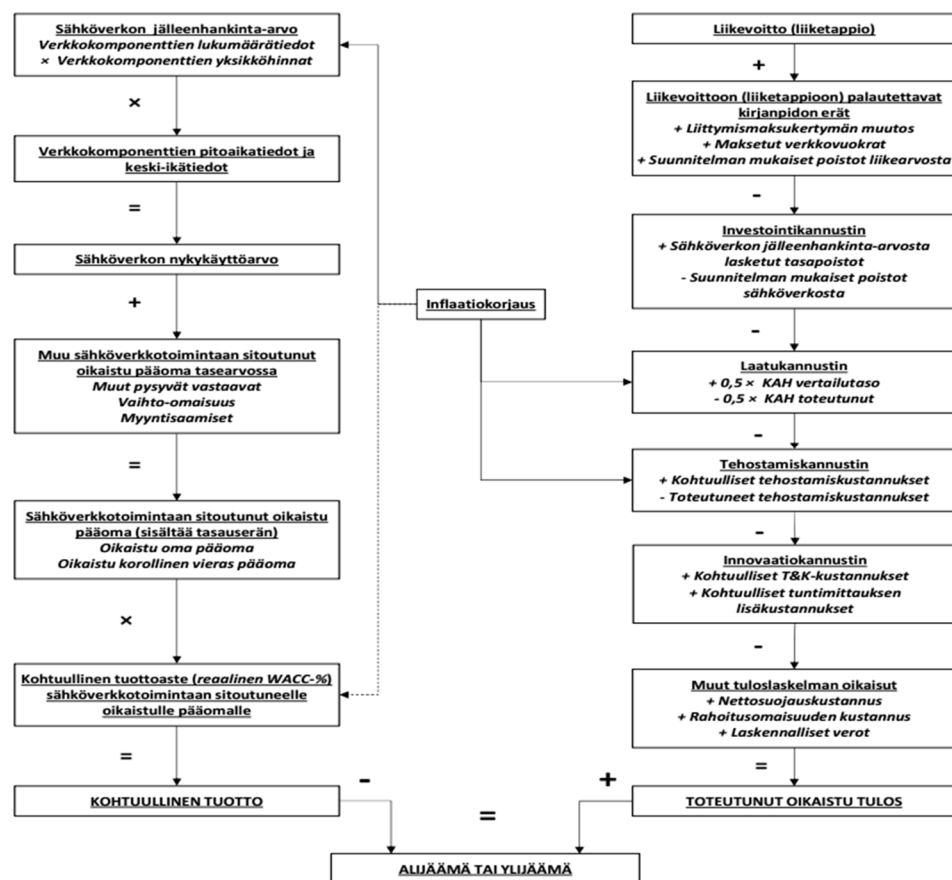 Sähköverkon jälleenhankinta-arvo
Verkkokomponenttien lukumäärätiedot
× Verkkokomponenttien yksikköhinnat
×
Verkkokomponenttien pitoaikatiedot ja
keski-ikätiedot
=
Sähköverkon nykykäyttöarvo
+
Muu sähköverkkotoimintaan sitoutunut
oikaistu pääoma tasearvossa
Muut pysyvät vastaavat
Vaihto-omaisuus
Myyntisaamiset
=
Sähköverkkotoimintaan sitoutunut oikaistu
pääoma (sisältää tasauserän)
Oikaistu oma pääoma
Oikaistu korollinen vieras pääoma
×
Kohtuullinen tuottoaste (reaalinen WACC-%)
sähköverkkotoimintaan sitoutuneelle
oikaistulle pääomalle
=
KOHTUULLINEN TUOTTO
-
Inflaatiokorjaus
Liikevoitto (liiketappio)
+
Liikevoittoon (liiketappioon) palautettavat
kirjanpidon erät
+ Liittymismaksukertymän muutos
+ Maksetut verkkovuokrat
+ Suunnitelman mukaiset poistot liikearvosta
-
Investointikannustin
+ Sähköverkon jälleenhankinta-arvosta
lasketut tasapoistot
- Suunnitelman mukaiset poistot
sähköverkosta
-
Laatukannustin
+ 0,5 × KAH vertailutaso
- 0,5 × KAH toteutunut
-
Tehostamiskannustin
+ Kohtuulliset tehostamiskustannukset
- Toteutuneet tehostamiskustannukset
-
Innovaatiokannustin
+ Kohtuulliset T&K-kustannukset
+ Kohtuulliset tuntimittauksen
lisäkustannukset
-
Muut tuloslaskelman oikaisut
+ Nettosuojauskustannus
+ Rahoitusomaisuuden kustannus
+ Laskennalliset verot
=
TOTEUTUNUT OIKAISTU TULOS
+
=
ALIJÄÄMÄ TAI YLIJÄÄMÄ